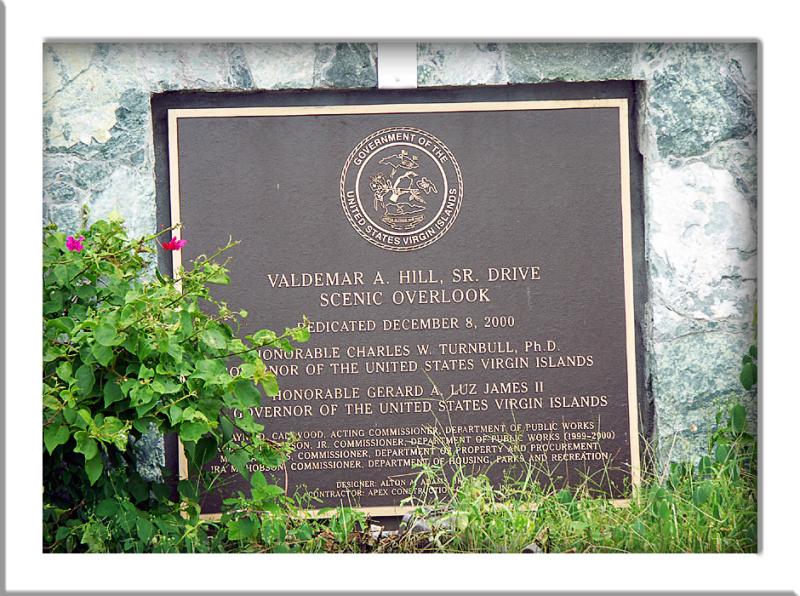 GOVERNMENT OF THE
UNITED STATES VIRGIN ISLANDS
VALDEMAR A. HILL, SR. DRIVE
SCENIC OVERLOOK
DEDICATED DECEMBER 8, 2000
HONORABLE CHARLES W. TURNBULL, Ph.D.
GOVERNOR OF THE UNITED STATES VIRGIN ISLANDS
HONORABLE GERARD A. LUZ JAMES II
GOVERNOR OF THE UNITED STATES VIRGIN ISLANDS
ACTING COMMISSIONER, DEPARTMENT OF PUBLIC WORKS
JR. COMMISSIONER, DEPARTMENT OF PUBLIC WORKS (1999-2000)
COMMISSIONER, DEPARTMENT OF PROPERTY AND PROCUREMENT
HOBSON, COMMISSIONER, DEPARTMENT OF HOUSING, PARKS AND RECREATION
DESIGNER: ALTON
CONTRACTOR: APEX